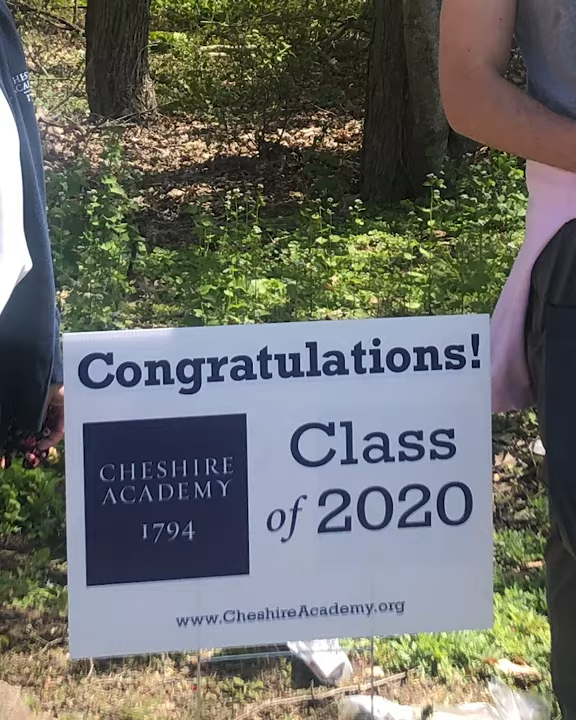 Congratulations!
CHESHIRE
ACADEMY
1794
Class
of 2020
www.CheshireAcademy.org